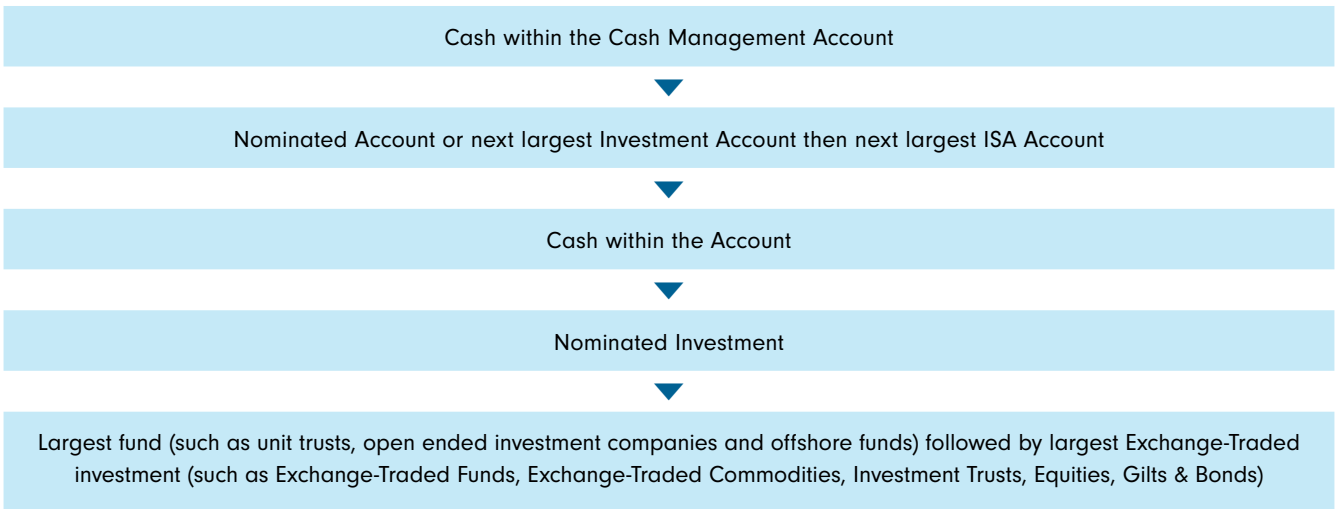 Cash within the Cash Management Account
Nominated Account or next largest Investment Account then next largest ISA Account
Cash within the Account
Nominated Investment
Largest fund (such as unit trusts, open ended investment companies and offshore funds) followed by largest Exchange-Traded
investment (such as Exchange-Traded Funds, Exchange-Traded Commodities, Investment Trusts, Equities, Gilts & Bonds)